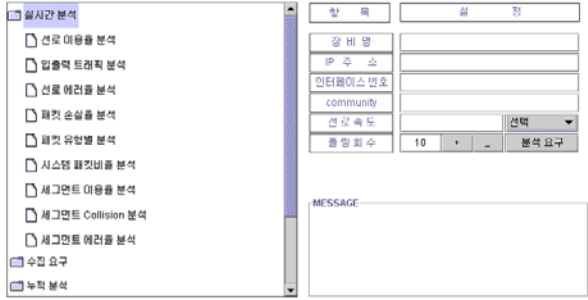 실시간 분석
선로 이용율 분석
입출력 트래픽 분석
선로 에러율 분석
패킷 손실율 분석
패킷 유형별 분석
시스템 패킷비율 분석
세그먼트 이용율 분석
세그먼트 Collision 분석
세그먼트 에러율 분석
수집 요구
누적 분석
항 목 설 정
장 비 명
IP 주 소
인터페이스 번호
community
선 로 속 도 선택
폴 링 회 수 10 + _ 분석 요구
MESSAGE